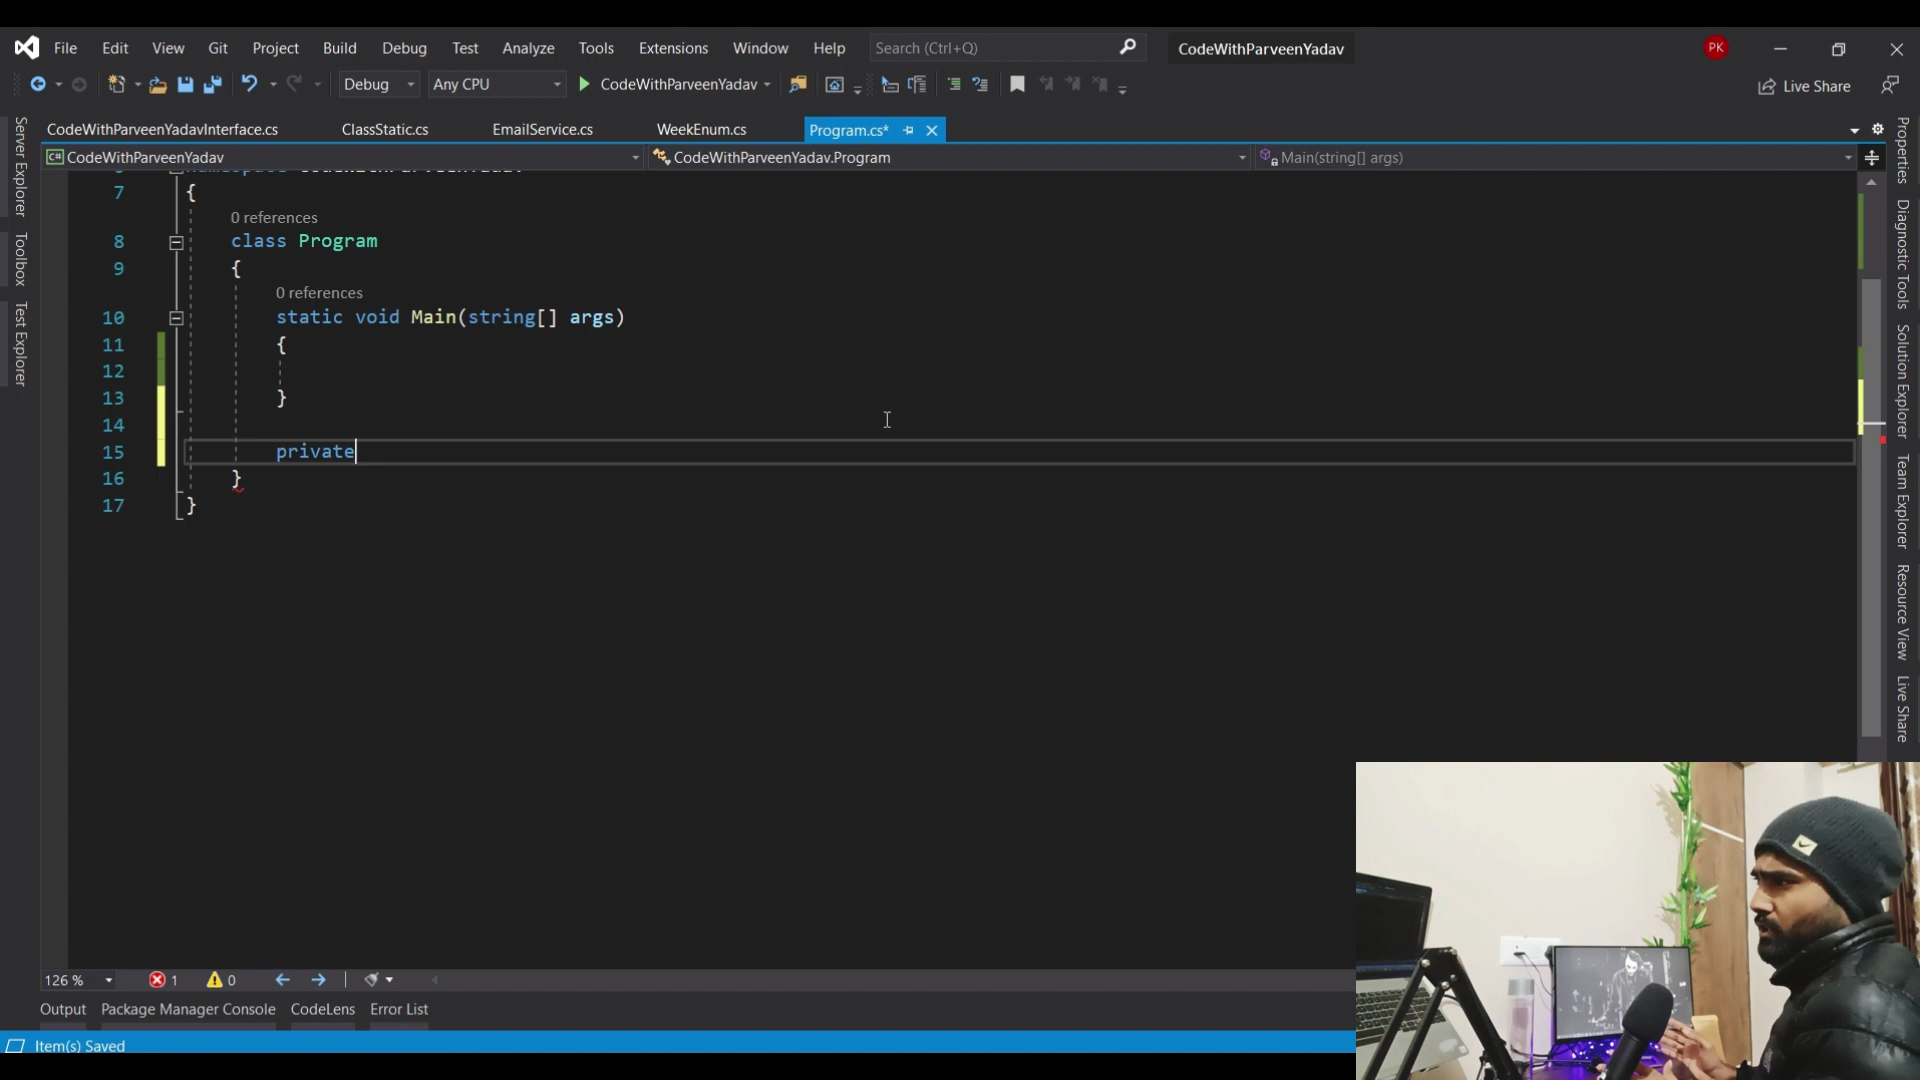 File Edit View Git Project Build Debug Test Analyze Tools Extensions Window Help Search (Ctrl+Q) CodeWithParveenYadav PK
Debug Any CPU CodeWithParveenYadav Live Share
CodeWithParveenYadavInterface.cs ClassStatic.cs EmailService.cs WeekEnum.cs Program.cs*
CodeWithParveenYadav CodeWithParveenYadav.Program Main(string[] args)
7 {
0 references
8 class Program
9 {
0 references
10 static void Main(string[] args)
11 {
12
13 }
14
15 private
16 }
17 }
Server Explorer
Toolbox
Test Explorer
Properties
Diagnostic Tools
Solution Explorer
Team Explorer
Resource View
Live Share
126 % 1 0
Output Package Manager Console CodeLens Error List
Item(s) Saved